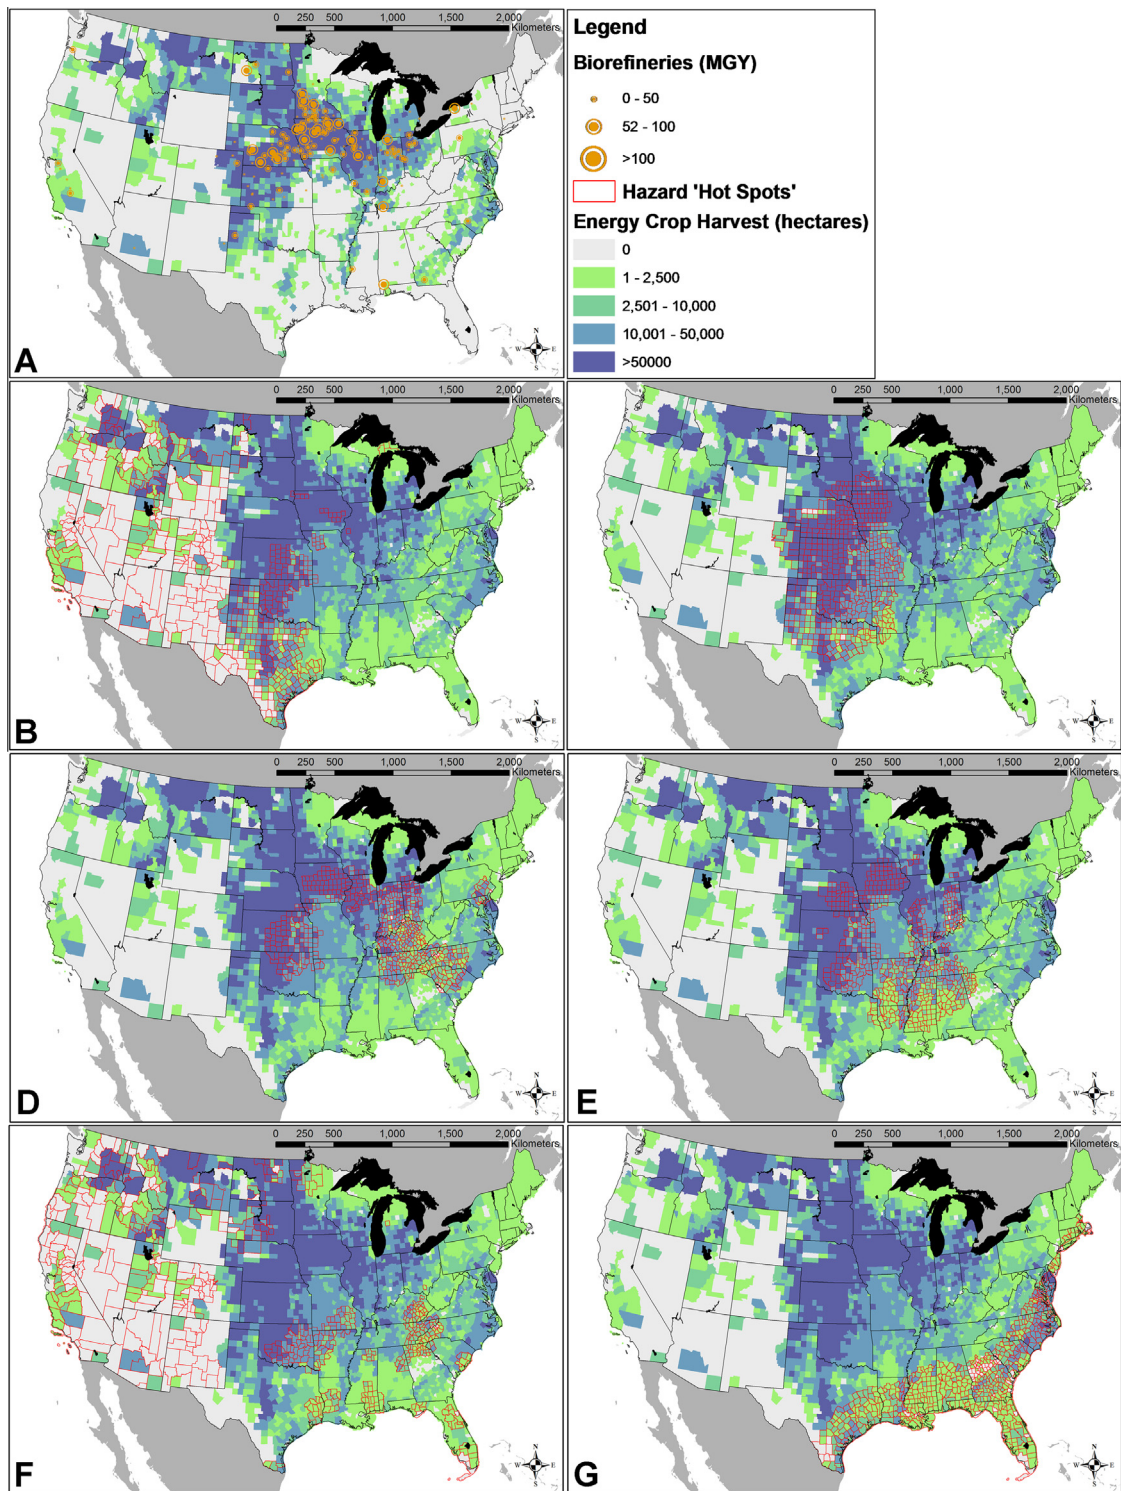 0 250 500 1,000 1,500 2,000
Kilometers
N
W E
S
A
Legend
Biorefineries (MGY)
0 - 50
52 - 100
>100
Hazard 'Hot Spots'
Energy Crop Harvest (hectares)
0
1 - 2,500
2,501 - 10,000
10,001 - 50,000
>50000
0 250 500 1,000 1,500 2,000
Kilometers
N
W E
S
B
0 250 500 1,000 1,500 2,000
Kilometers
N
W E
S
0 250 500 1,000 1,500 2,000
Kilometers
N
W E
S
D
0 250 500 1,000 1,500 2,000
Kilometers
N
W E
S
E
0 250 500 1,000 1,500 2,000
Kilometers
N
W E
S
F
0 250 500 1,000 1,500 2,000
Kilometers
N
W E
S
G